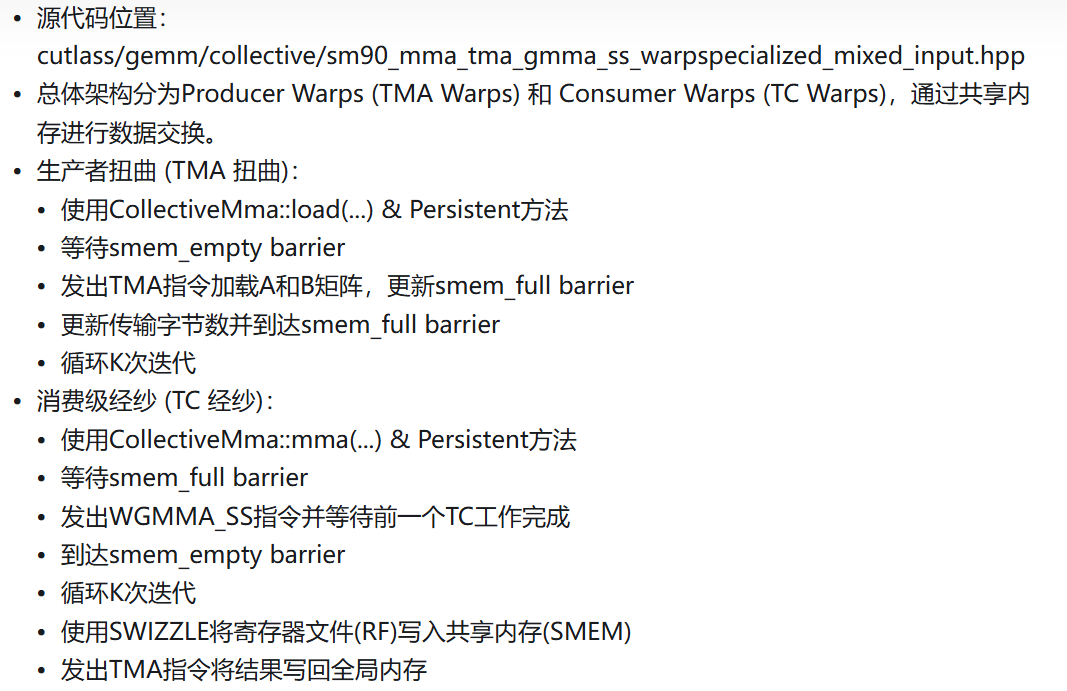 • 源代码位置：
cutlass/gemm/collective/sm90_mma_tma_gmma_ss_warpspecialized_mixed_input.hpp
• 总体架构分为Producer Warps (TMA Warps) 和 Consumer Warps (TC Warps)，通过共享内
存进行数据交换。
• 生产者扭曲 (TMA 扭曲)：
• 使用CollectiveMma::load(...) & Persistent方法
• 等待smem_empty barrier
• 发出TMA指令加载A和B矩阵，更新smem_full barrier
• 更新传输字节数并到达smem_full barrier
• 循环K次迭代
• 消费级经纱 (TC 经纱)：
• 使用CollectiveMma::mma(...) & Persistent方法
• 等待smem_full barrier
• 发出WGMMA_SS指令并等待前一个TC工作完成
• 到达smem_empty barrier
• 循环K次迭代
• 使用SWIZZLE将寄存器文件(RF)写入共享内存(SMEM)
• 发出TMA指令将结果写回全局内存